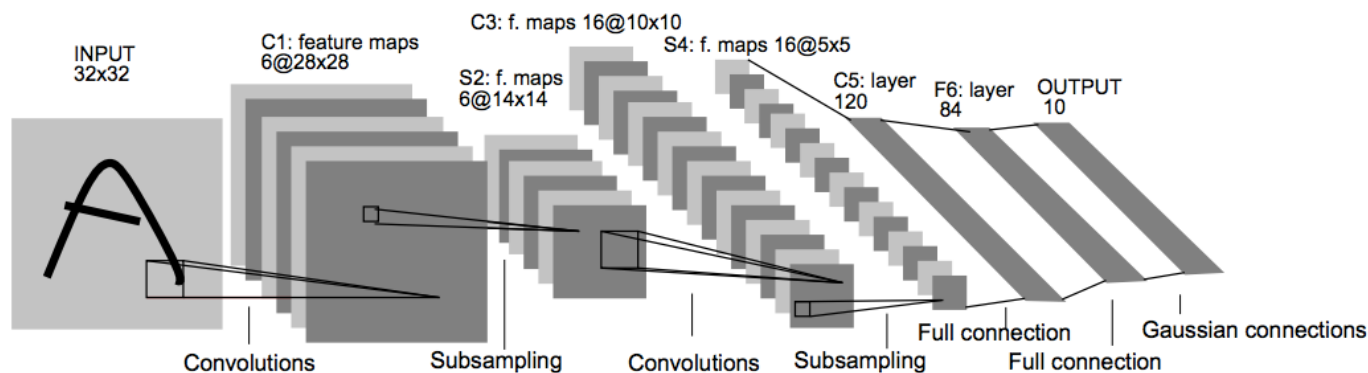 INPUT
32x32
C1: feature maps
6@28x28
S2: f. maps
6@14x14
C3: f. maps 16@10x10
S4: f. maps 16@5x5
C5: layer
120
F6: layer
84
OUTPUT
10
Convolutions
Subsampling
Convolutions
Subsampling
Full connection
Full connection
Gaussian connections